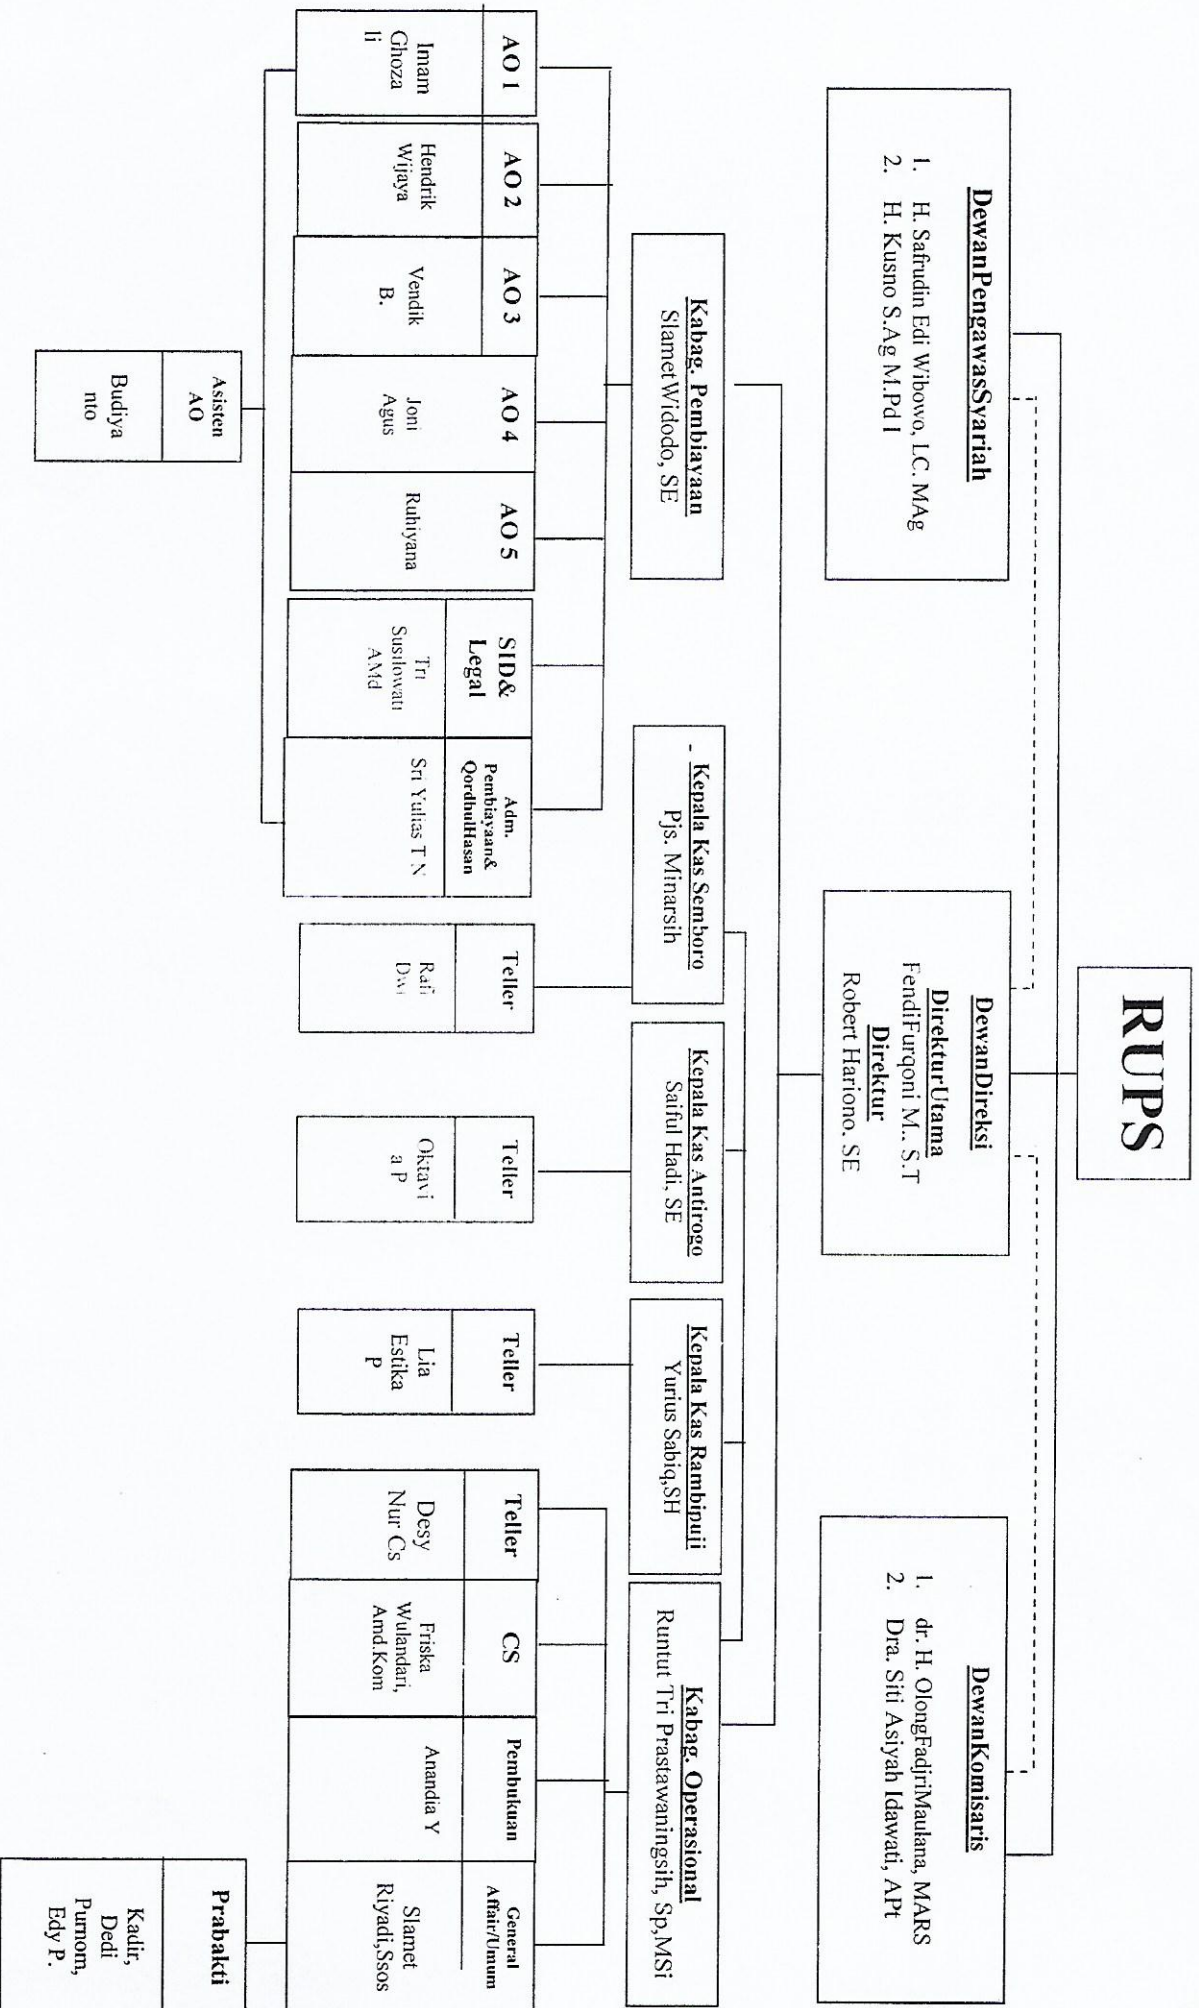 RUPS
DewanPengawasSyariah
1. H. Safrudin Edi Wibowo, LC. MAg
2. H. Kusno S.Ag M.Pd I
DewanDireksi
DirekturUtama
FendiFurqoni M.. S.T
Direktur
Robert Hariono. SE
DewanKomisaris
1. dr. H. OlongFadjriMaulana, MARS
2. Dra. Siti Asiyah Idawati, APt
Kabag. Pembiayaan
SlametWidodo, SE
- Kepala Kas Semboro
Pjs. Minarsih
Kepala Kas Antirogo
Saiful Hadi, SE
Kepala Kas Rambipuji
Yurius Sabiq,SH
Kabag. Operasional
Runtut Tri Prastawaningsih, Sp,MSi
AO 1
Imam
Ghoza
li
AO 2
Hendrik
Wijaya
AO 3
Vendik
B.
AO 4
Joni
Agus
AO 5
Ruhiyana
SID&
Legal
Tri
Susilowati
AMd
Adm.
Pembiayaan&
QordhulHasan
Sri Yulias T N
Teller
Rafi
Dwi
Teller
Oktavi
a P
Teller
Lia
Estika
P
Teller
Desy
Nur Cs
CS
Friska
Wulandari,
Amd.Kom
Pembukuan
Anandia Y
General
Affair/Umum
Slamet
Riyadi,Ssos
Asisten
AO
Budiya
nto
Prabakti
Kadir,
Dedi
Purnom,
Edy P.